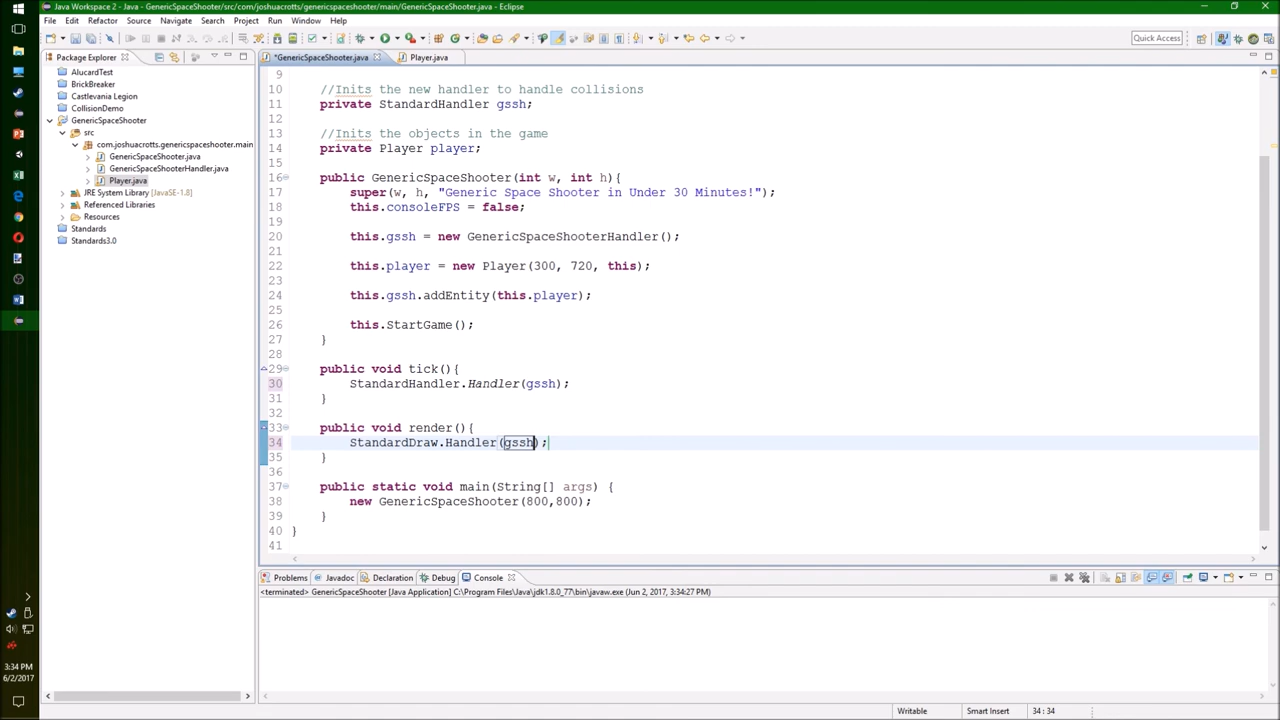 Java Workspace 2 - Java - GenericSpaceShooter/src/com/joshuacrotts/genericspaceshooter/main/GenericSpaceShooter.java - Eclipse
File Edit Source Refactor Navigate Search Project Run Window Help
Quick Access
Package Explorer
*GenericSpaceShooter.java
Player.java
AlucardTest
BrickBreaker
Castlevania Legion
CollisionDemo
GenericSpaceShooter
src
com.joshuacrotts.genericspaceshooter.main
GenericSpaceShooter.java
GenericSpaceShooterHandler.java
Player.java
JRE System Library [JavaSE-1.8]
Referenced Libraries
Resources
Standards
Standards3.0
9
10 //Inits the new handler to handle collisions
11 private StandardHandler gssh;
12
13 //Inits the objects in the game
14 private Player player;
15
16 public GenericSpaceShooter(int w, int h){
17 super(w, h, "Generic Space Shooter in Under 30 Minutes!");
18 this.consoleFPS = false;
19
20 this.gssh = new GenericSpaceShooterHandler();
21
22 this.player = new Player(300, 720, this);
23
24 this.gssh.addEntity(this.player);
25
26 this.StartGame();
27 }
28
29 public void tick(){
30 StandardHandler.Handler(gssh);
31 }
32
33 public void render(){
34 StandardDraw.Handler(gssh);
35 }
36
37 public static void main(String[] args) {
38 new GenericSpaceShooter(800,800);
39 }
40 }
41
Problems Javadoc Declaration Debug Console
<terminated> GenericSpaceShooter [Java Application] C:\Program Files\Java\jdk1.8.0_77\bin\javaw.exe (Jun 2, 2017, 3:34:27 PM)
3:34 PM
6/2/2017
Writable Smart Insert 34 : 34